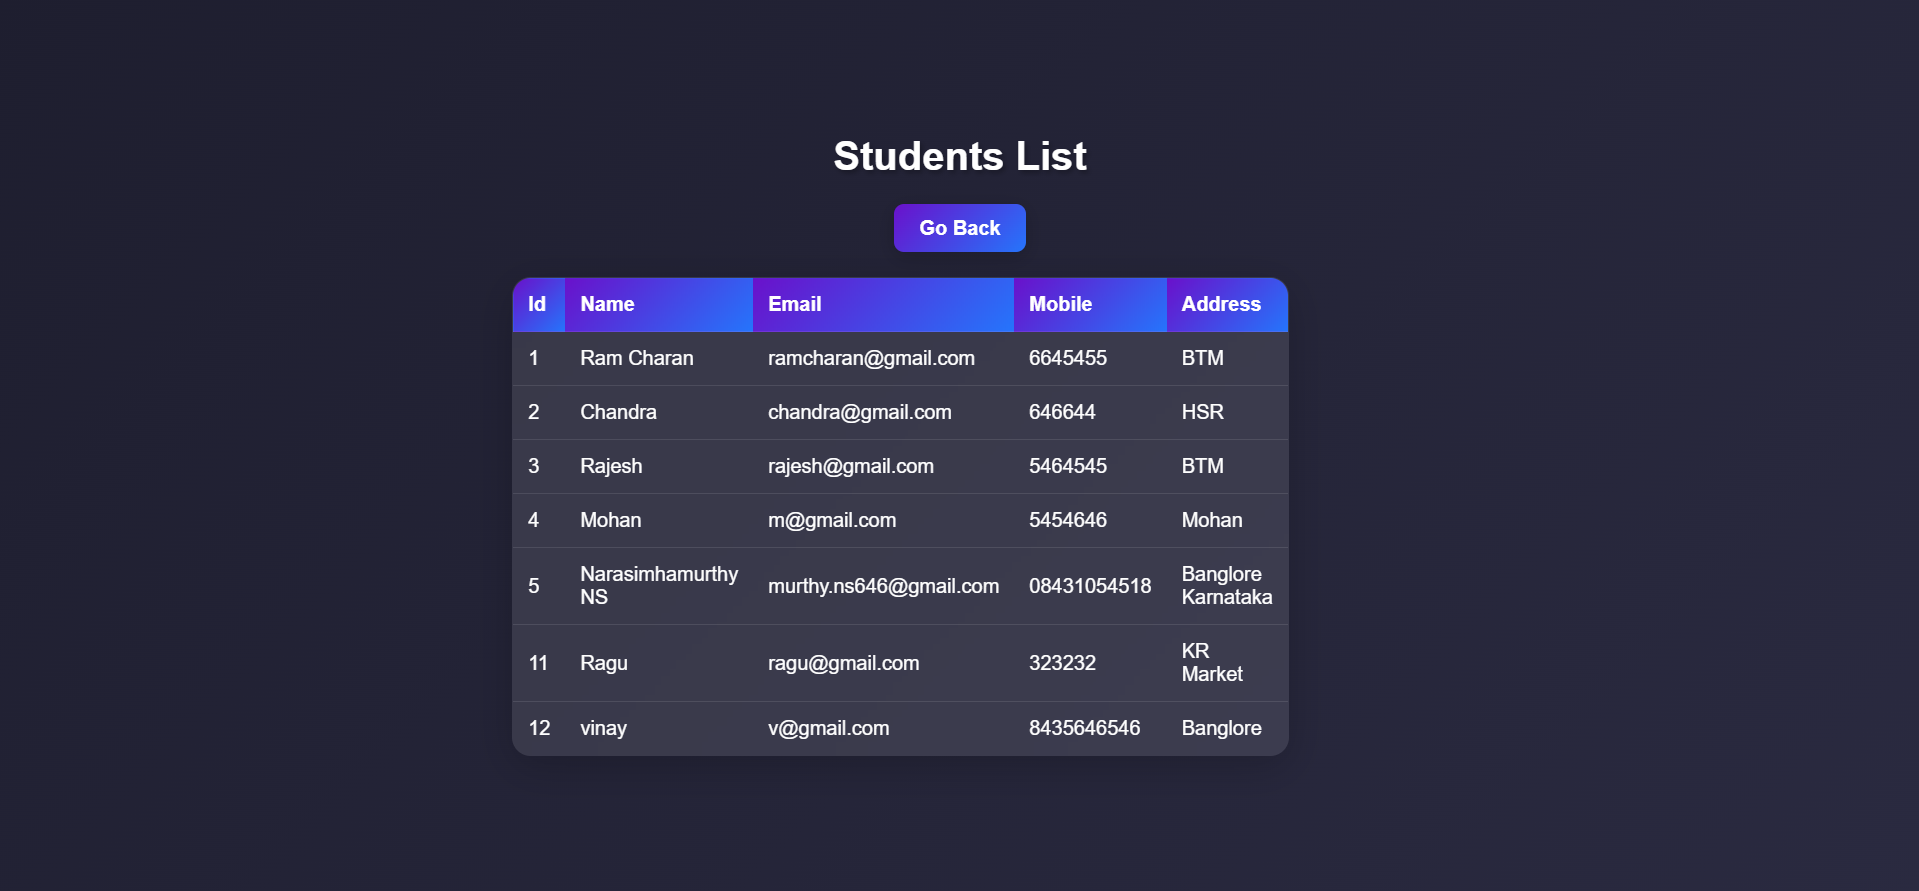 Students List
Go Back
Id Name Email Mobile Address
1 Ram Charan ramcharan@gmail.com 6645455 BTM
2 Chandra chandra@gmail.com 646644 HSR
3 Rajesh rajesh@gmail.com 5464545 BTM
4 Mohan m@gmail.com 5454646 Mohan
5 Narasimhamurthy NS murthy.ns646@gmail.com 08431054518 Banglore Karnataka
11 Ragu ragu@gmail.com 323232 KR Market
12 vinay v@gmail.com 8435646546 Banglore